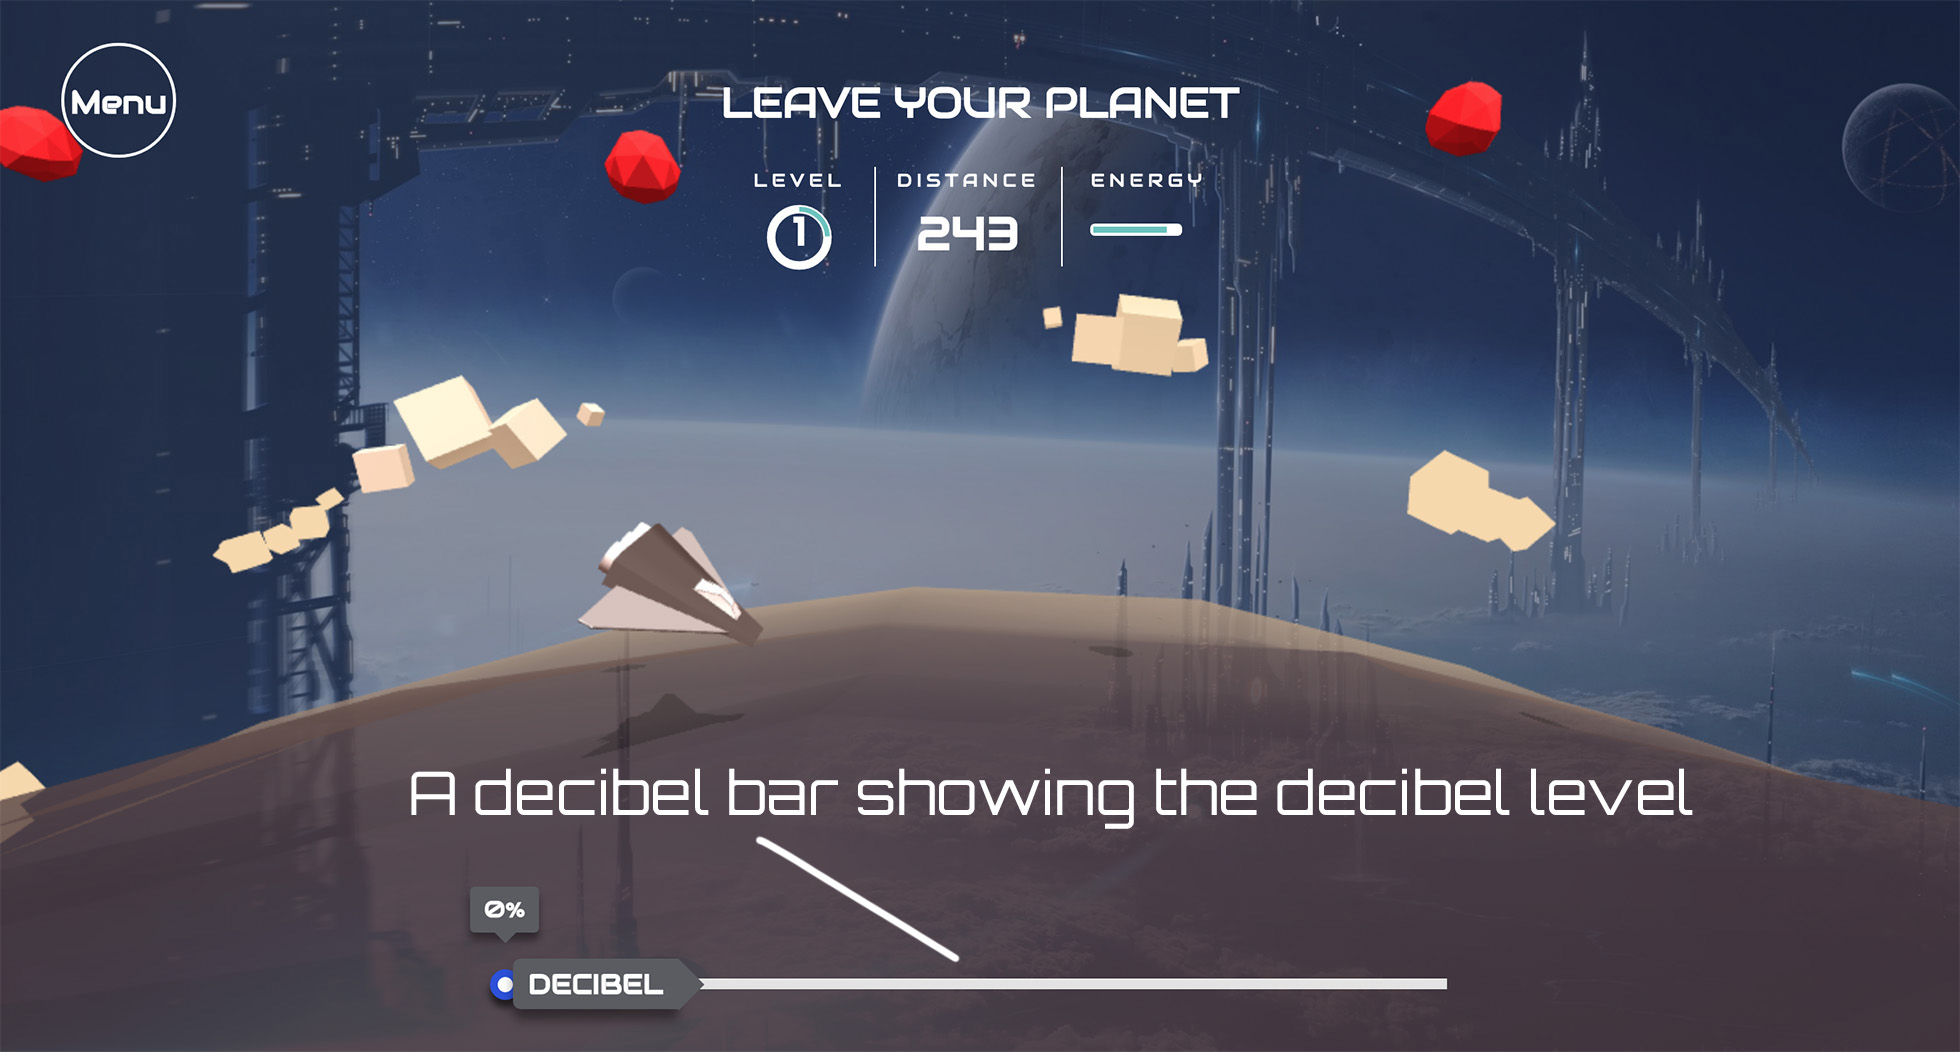 Menu
LEAVE YOUR PLANET
LEVEL
1
DISTANCE
243
ENERGY
A decibel bar showing the decibel level
0%
DECIBEL